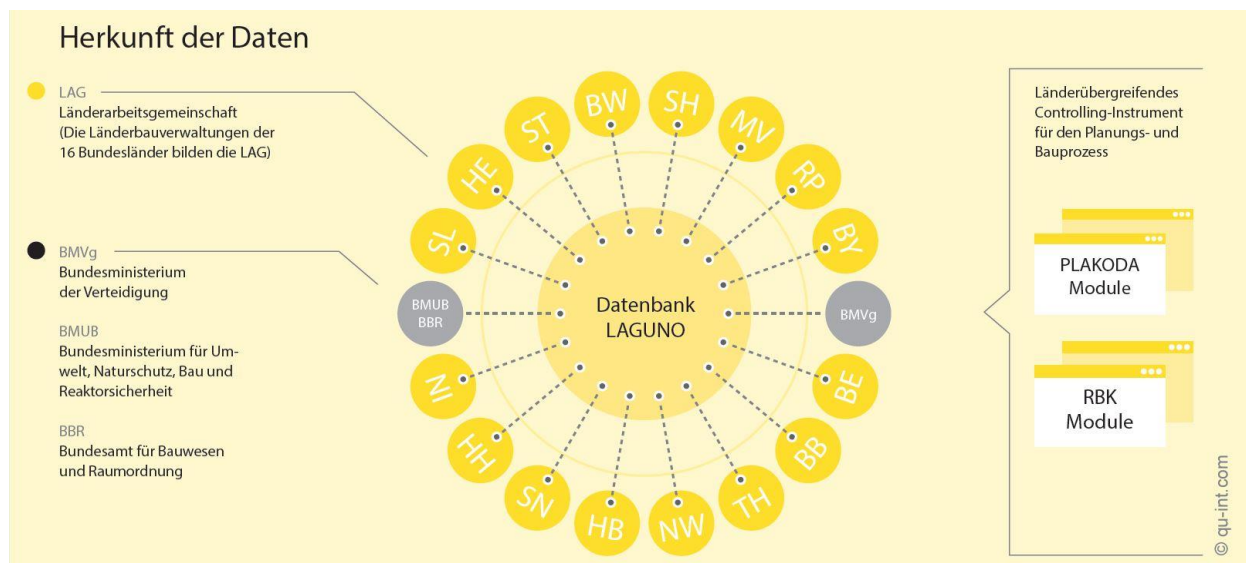 Herkunft der Daten
LAG
Länderarbeitsgemeinschaft
(Die Länderbauverwaltungen der
16 Bundesländer bilden die LAG)
BMVg
Bundesministerium
der Verteidigung
BMUB
Bundesministerium für Um-
welt, Naturschutz, Bau und
Reaktorsicherheit
BBR
Bundesamt für Bauwesen
und Raumordnung
BW
SH
MV
RP
BY
BMVg
BE
BB
TH
NW
HB
SN
HH
NI
BMUB
BBR
SL
HE
ST
Datenbank
LAGUNO
Länderübergreifendes
Controlling-Instrument
für den Planungs- und
Bauprozess
PLAKODA
Module
RBK
Module
© qu-int.com